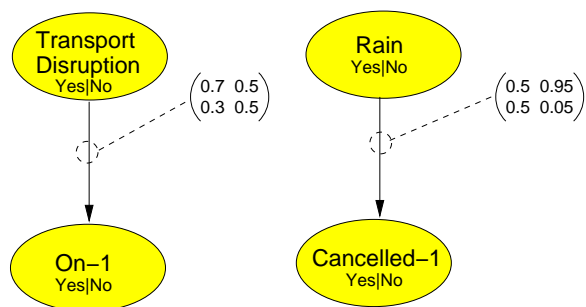 Transport
Disruption
Yes|No
0.7 0.5
0.3 0.5
On−1
Yes|No
Rain
Yes|No
0.5 0.95
0.5 0.05
Cancelled−1
Yes|No